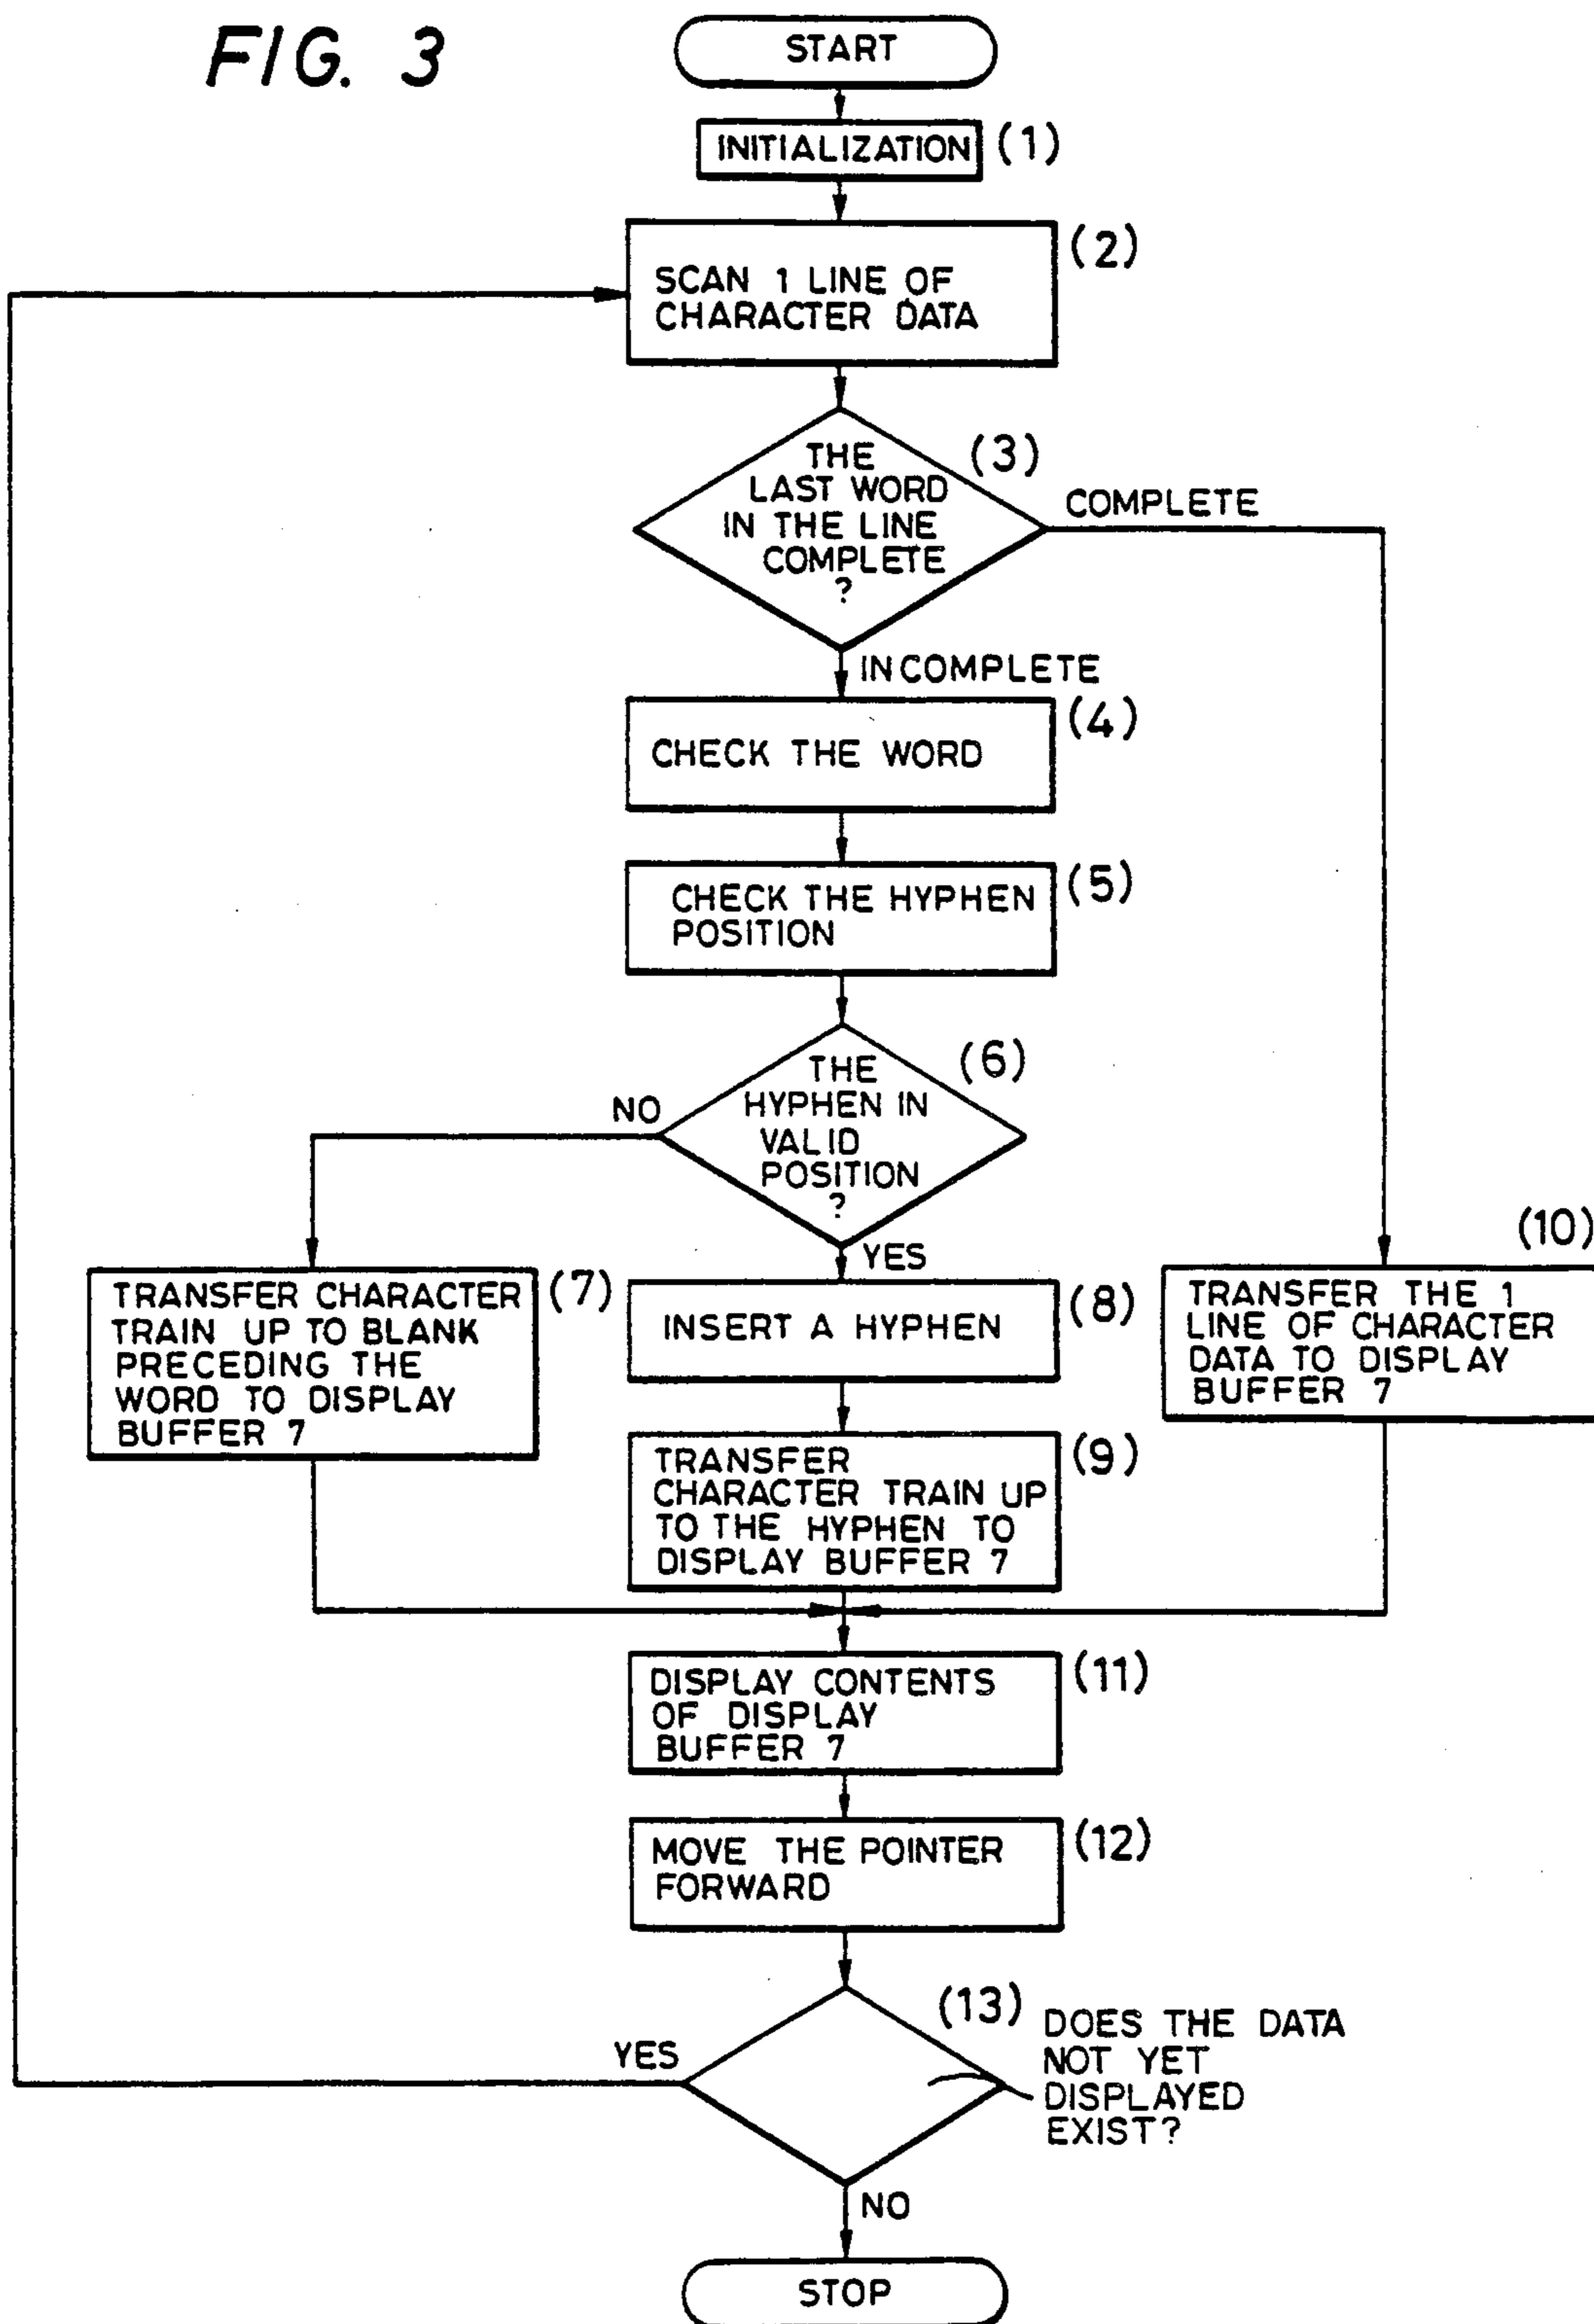 FIG. 3
START
INITIALIZATION (1)
(2)
SCAN 1 LINE OF
CHARACTER DATA
(3)
THE
LAST WORD
IN THE LINE
COMPLETE
?
COMPLETE
INCOMPLETE
(4)
CHECK THE WORD
(5)
CHECK THE HYPHEN
POSITION
(6)
THE
HYPHEN IN
VALID
POSITION
?
NO
YES
(7)
TRANSFER CHARACTER
TRAIN UP TO BLANK
PRECEDING THE
WORD TO DISPLAY
BUFFER 7
(8)
INSERT A HYPHEN
(10)
TRANSFER THE 1
LINE OF CHARACTER
DATA TO DISPLAY
BUFFER 7
(9)
TRANSFER
CHARACTER TRAIN UP
TO THE HYPHEN TO
DISPLAY BUFFER 7
(11)
DISPLAY CONTENTS
OF DISPLAY
BUFFER 7
(12)
MOVE THE POINTER
FORWARD
(13)
DOES THE DATA
NOT YET
DISPLAYED
EXIST?
YES
NO
STOP